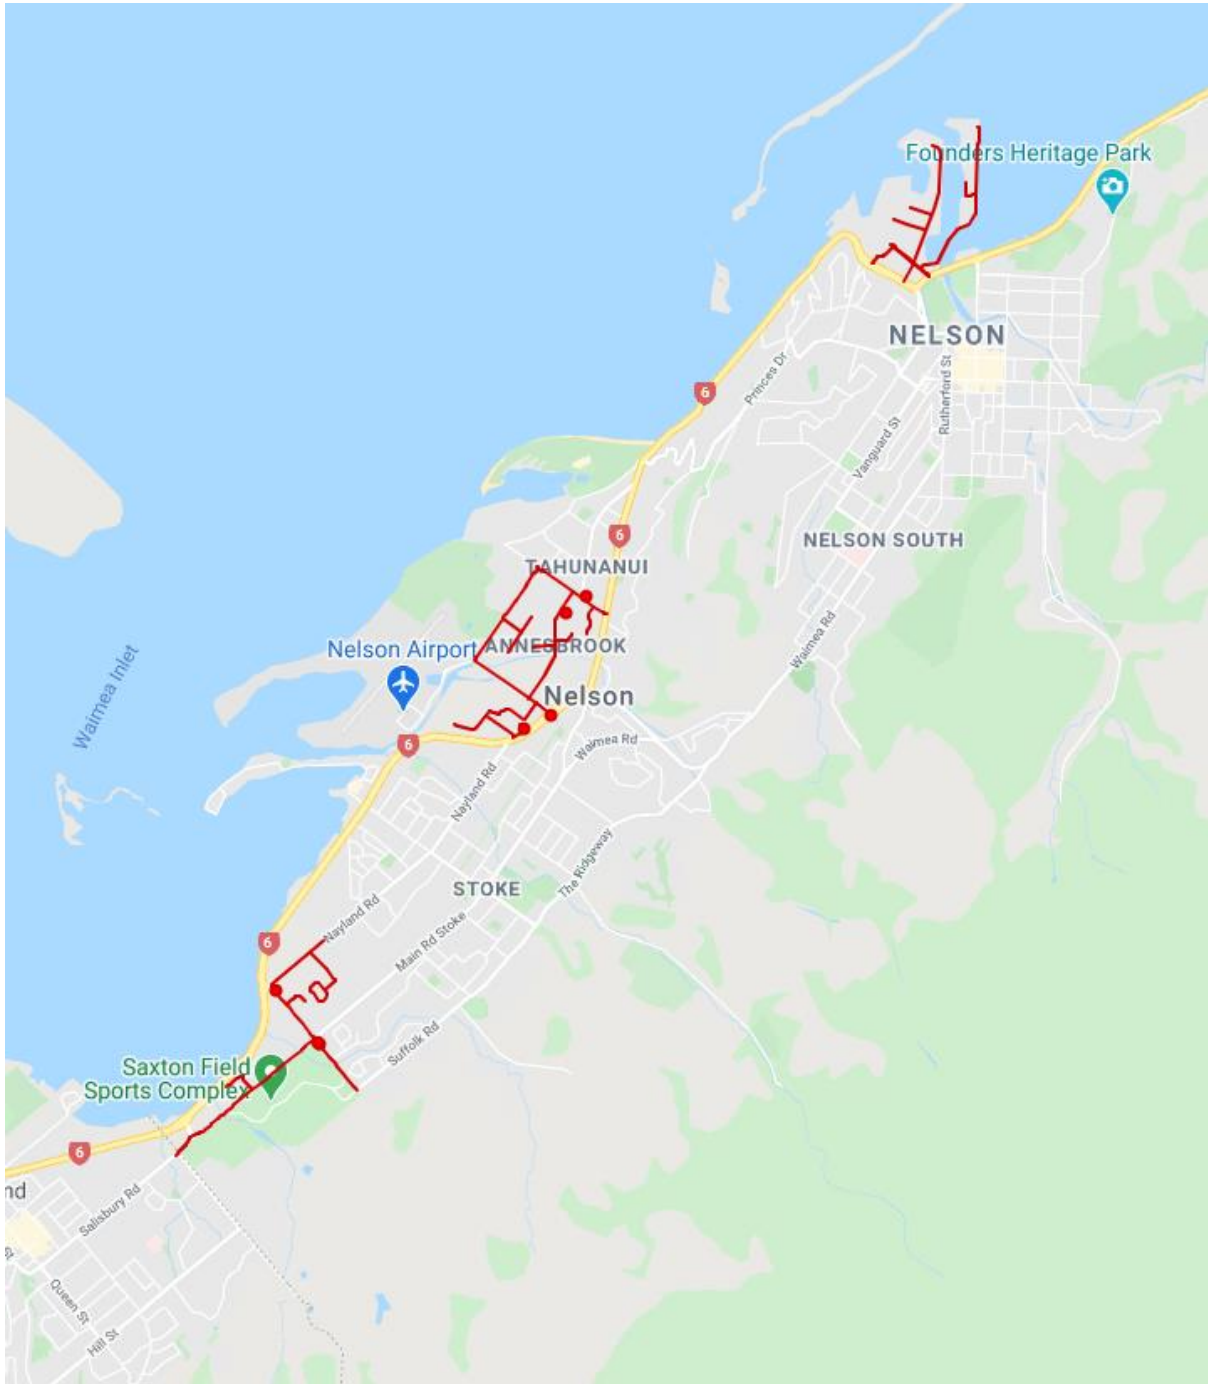 Founders Heritage Park
NELSON
6
Princes Dr
Rutherford St
Vanguard St
6
NELSON SOUTH
TAHUNANUI
ANNESBROOK
Nelson Airport
Waimea Rd
Waimea Inlet
Nelson
6
Waimea Rd
Nayland Rd
The Ridgeway
STOKE
Nayland Rd
Main Rd Stoke
6
Suffolk Rd
Saxton Field
Sports Complex
6
nd
Salisbury Rd
St
Queen St
Hill St